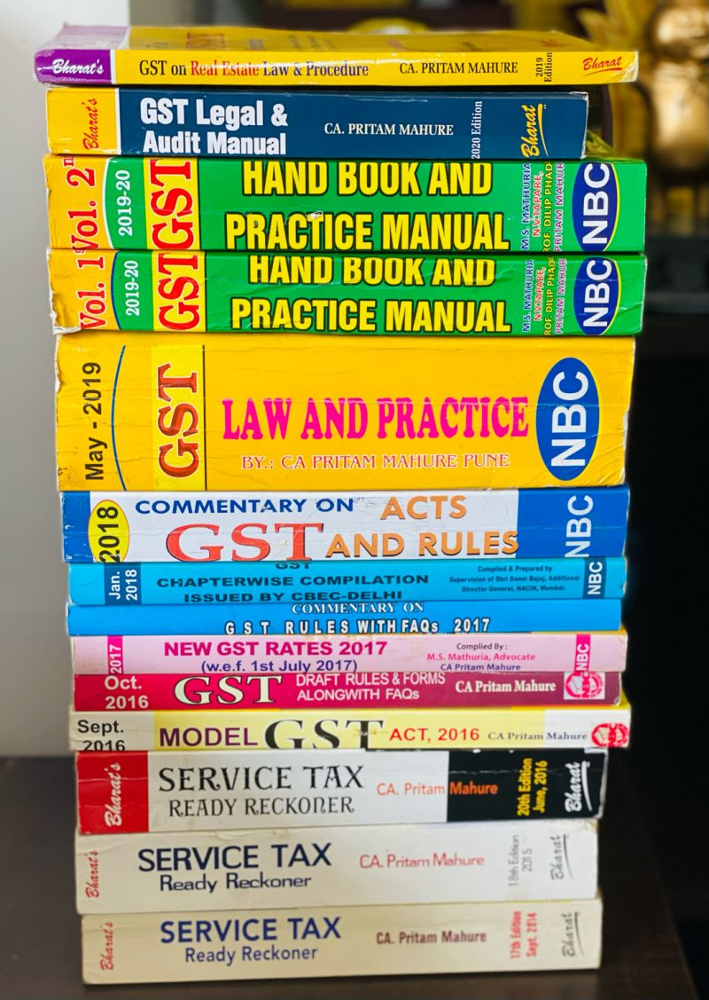 Bharat's
GST on Real Estate Law & Procedure
CA. PRITAM MAHURE
2019
Edition
Bharat
Bharat's
GST Legal &
Audit Manual
CA. PRITAM MAHURE
2020 Edition
Bharat
Vol. 2
2019-20
GST
HAND BOOK AND
PRACTICE MANUAL
M.S. MATHURIA
N.V.TAPARE,
DILIP
PRITAM
NBC
Vol. 1
2019-20
GST
HAND BOOK AND
PRACTICE MANUAL
M.S. MATHURIA
N.V.TAPARE,
DILIP
PRITAM
NBC
May - 2019
GST
LAW AND PRACTICE
BY.: CA PRITAM MAHURE PUNE
NBC
2018
COMMENTARY ON ACTS
GST AND RULES
NBC
Jan.
2018
GST
CHAPTERWISE COMPILATION
ISSUED BY CBEC-DELHI
Compiled & Prepared by
Supervision of Shri Samir Bajaj, Additional
Director General, NACIN, Mumbai.
NBC
COMMENTARY ON
GST RULES WITH FAQs 2017
2017
NEW GST RATES 2017
(w.e.f. 1st July 2017)
Complied By :
M.S. Mathuria, Advocate
CA Pritam Mahure
NBC
Oct.
2016
GST
DRAFT RULES & FORMS
ALONGWITH FAQs
CA Pritam Mahure
Sept.
2016
MODEL GST ACT, 2016
CA Pritam Mahure
Bharat's
SERVICE TAX
READY RECKONER
CA. Pritam Mahure
20th Edition
June, 2016
Bharat
Bharat's
SERVICE TAX
Ready Reckoner
CA. Pritam Mahure
18th Edition
2015
Bharat
Bharat's
SERVICE TAX
Ready Reckoner
CA. Pritam Mahure
17th Edition
Sept. 2014
Bharat